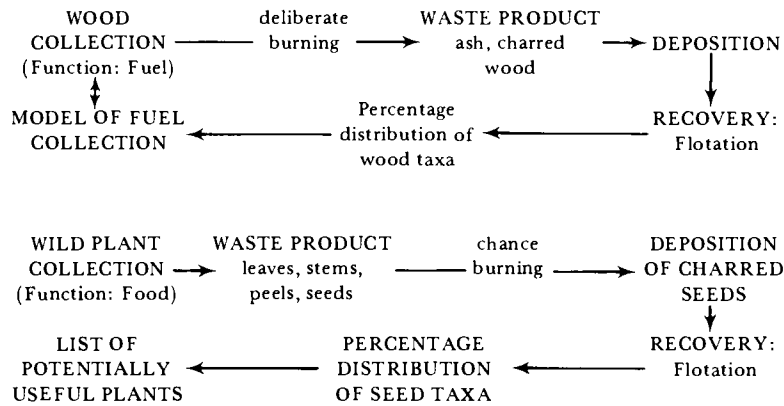 WOOD
COLLECTION
(Function: Fuel)
deliberate
burning
WASTE PRODUCT
ash, charred
wood
DEPOSITION
MODEL OF FUEL
COLLECTION
Percentage
distribution of
wood taxa
RECOVERY:
Flotation
WILD PLANT
COLLECTION
(Function: Food)
WASTE PRODUCT
leaves, stems,
peels, seeds
chance
burning
DEPOSITION
OF CHARRED
SEEDS
LIST OF
POTENTIALLY
USEFUL PLANTS
PERCENTAGE
DISTRIBUTION
OF SEED TAXA
RECOVERY:
Flotation